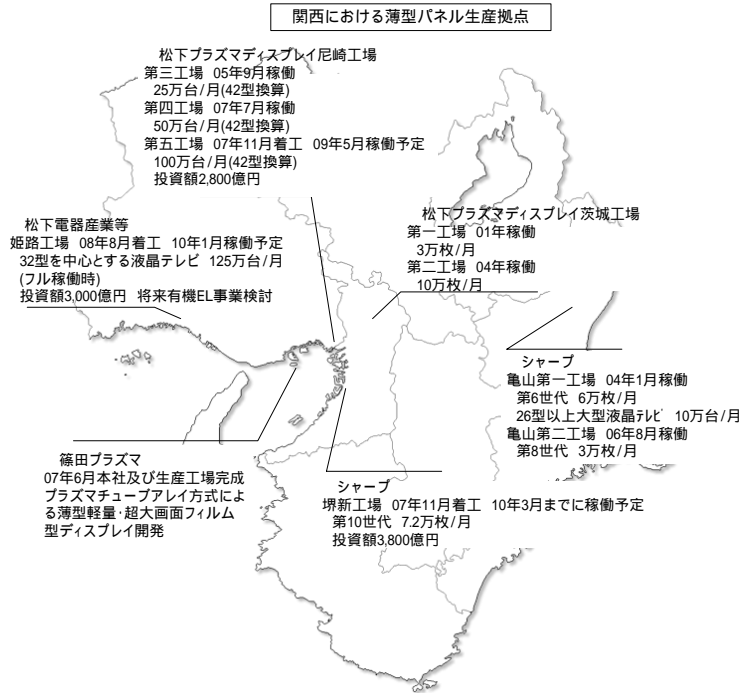 関西における薄型パネル生産拠点
松下プラズマディスプレイ尼崎工場
第三工場 05年9月稼働
25万台/月(42型換算)
第四工場 07年7月稼働
50万台/月(42型換算)
第五工場 07年11月着工 09年5月稼働予定
100万台/月(42型換算)
投資額2,800億円
松下電器産業等
姫路工場 08年8月着工 10年1月稼働予定
32型を中心とする液晶テレビ 125万台/月
(フル稼働時)
投資額3,000億円 将来有機EL事業検討
松下プラズマディスプレイ茨城工場
第一工場 01年稼働
3万枚/月
第二工場 04年稼働
10万枚/月
シャープ
亀山第一工場 04年1月稼働
第6世代 6万枚/月
26型以上大型液晶テレビ 10万台/月
亀山第二工場 06年8月稼働
第8世代 3万枚/月
篠田プラズマ
07年6月本社及び生産工場完成
プラズマチューブアレイ方式によ
る薄型軽量・超大画面フィルム
型ディスプレイ開発
シャープ
堺新工場 07年11月着工 10年3月までに稼働予定
第10世代 7.2万枚/月
投資額3,800億円